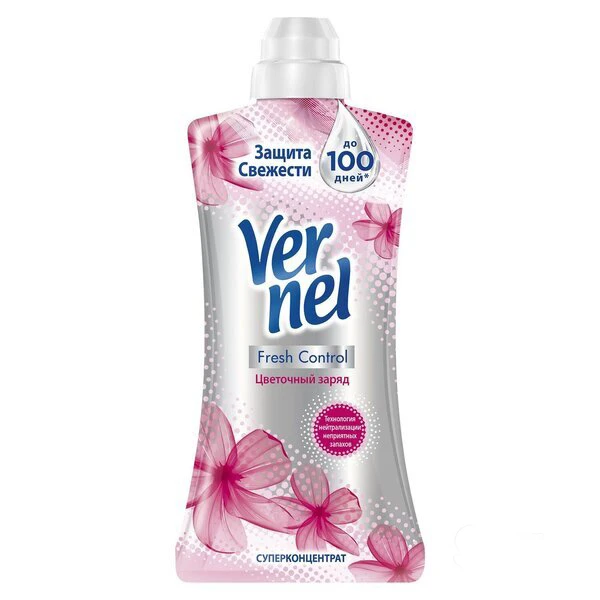 Защита
Свежести
до
100
дней*
Ver
nel
Fresh Control
Цветочный заряд
Технология
нейтрализации
неприятных
запахов
СУПЕРКОНЦЕНТРАТ